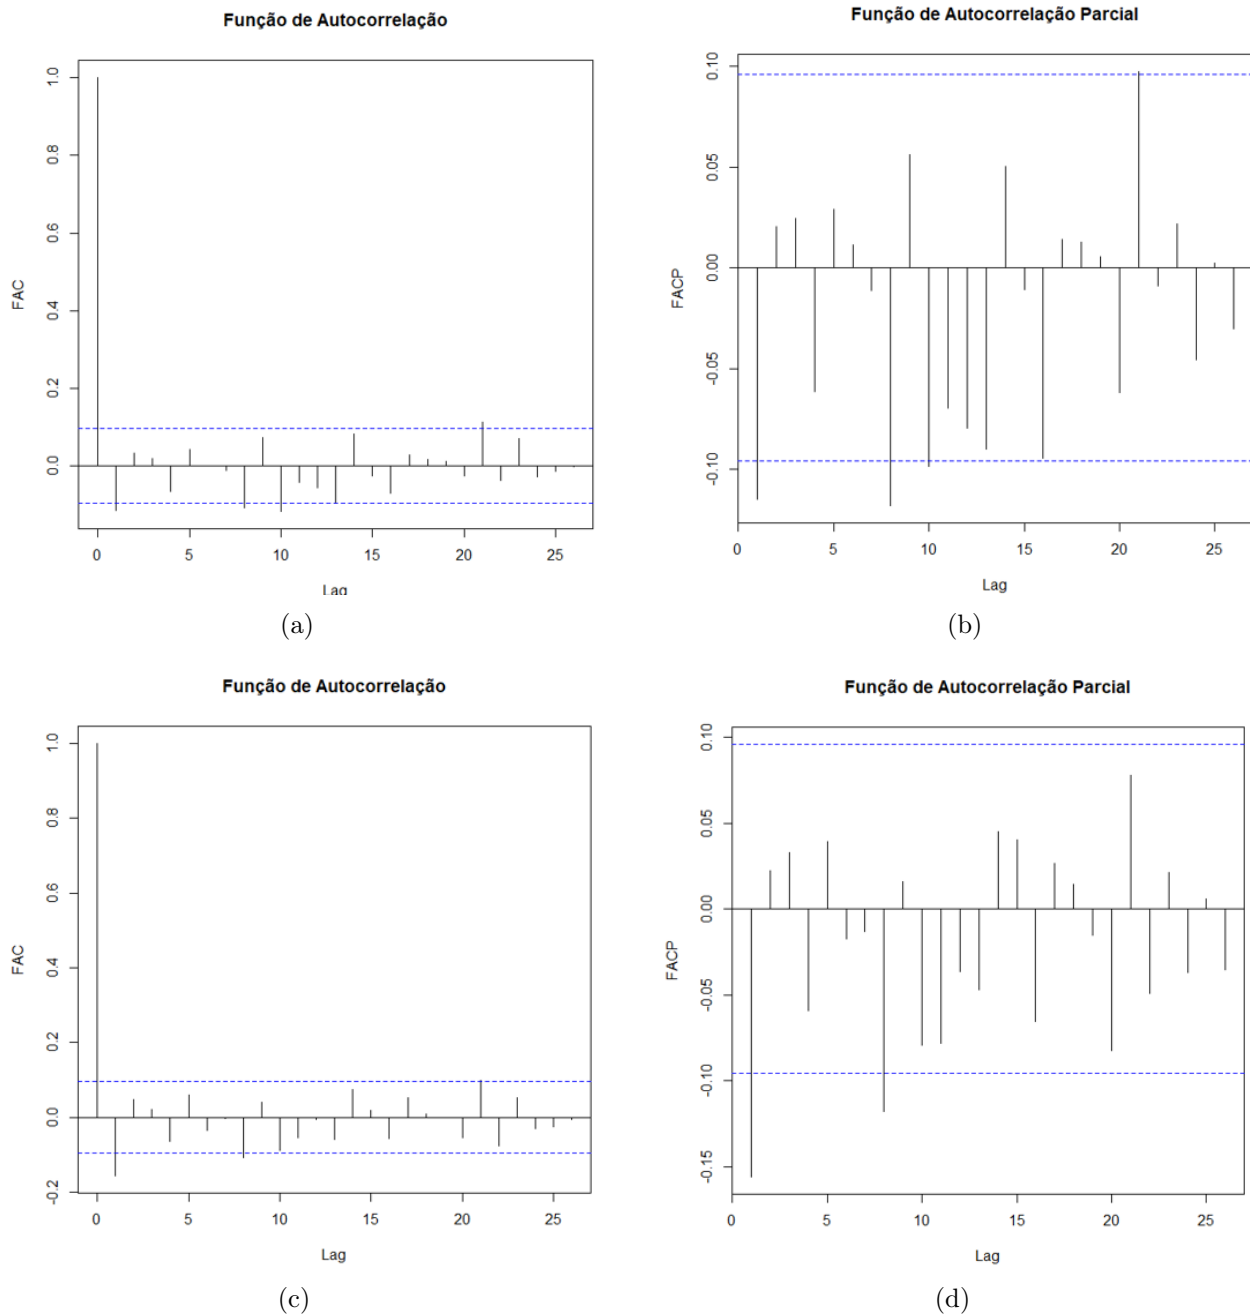 Função de Autocorrelação
FAC
0.0 0.2 0.4 0.6 0.8 1.0
0 5 10 15 20 25
Lag
(a)
Função de Autocorrelação Parcial
FACP
-0.10 -0.05 0.00 0.05 0.10
0 5 10 15 20 25
Lag
(b)
Função de Autocorrelação
FAC
-0.2 0.0 0.2 0.4 0.6 0.8 1.0
0 5 10 15 20 25
Lag
(c)
Função de Autocorrelação Parcial
FACP
-0.15 -0.10 -0.05 0.00 0.05 0.10
0 5 10 15 20 25
Lag
(d)